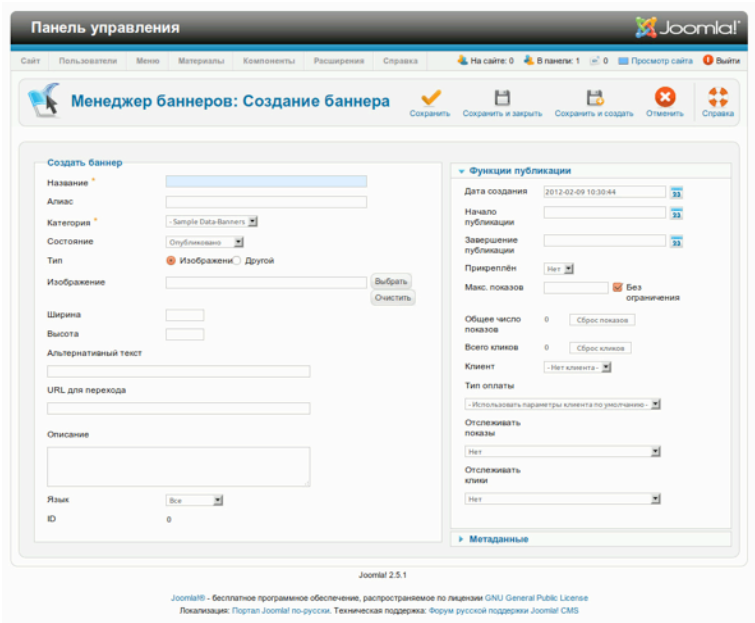 Панель управления
Joomla!
Сайт Пользователи Меню Материалы Компоненты Расширения Справка На сайте: 0 В панели: 1 0 Просмотр сайта Выйти
Менеджер баннеров: Создание баннера
Сохранить Сохранить и закрыть Сохранить и создать Отменить Справка
Создать баннер
Название *
Алиас
Категория * - Sample Data-Banners
Состояние Опубликовано
Тип Изображени Другой
Изображение Выбрать
Очистить
Ширина
Высота
Альтернативный текст
URL для перехода
Описание
Язык Все
ID 0
Функции публикации
Дата создания 2012-02-09 10:30:44 23
Начало
публикации 23
Завершение
публикации 23
Прикреплён Нет
Макс. показов Без
ограничения
Общее число
показов 0 Сброс показов
Всего кликов 0 Сброс кликов
Клиент - Нет клиента -
Тип оплаты
- Использовать параметры клиента по умолчанию -
Отслеживать
показы
Нет
Отслеживать
клики
Нет
Метаданные
Joomla! 2.5.1
Joomla!® - бесплатное программное обеспечение, распространяемое по лицензии GNU General Public License
Локализация: Портал Joomla! по-русски. Техническая поддержка: Форум русской поддержки Joomla! CMS